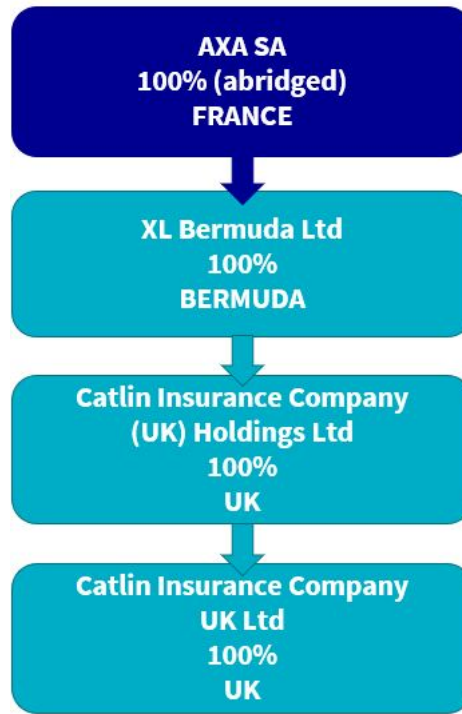 AXA SA
100% (abridged)
FRANCE
XL Bermuda Ltd
100%
BERMUDA
Catlin Insurance Company
(UK) Holdings Ltd
100%
UK
Catlin Insurance Company
UK Ltd
100%
UK